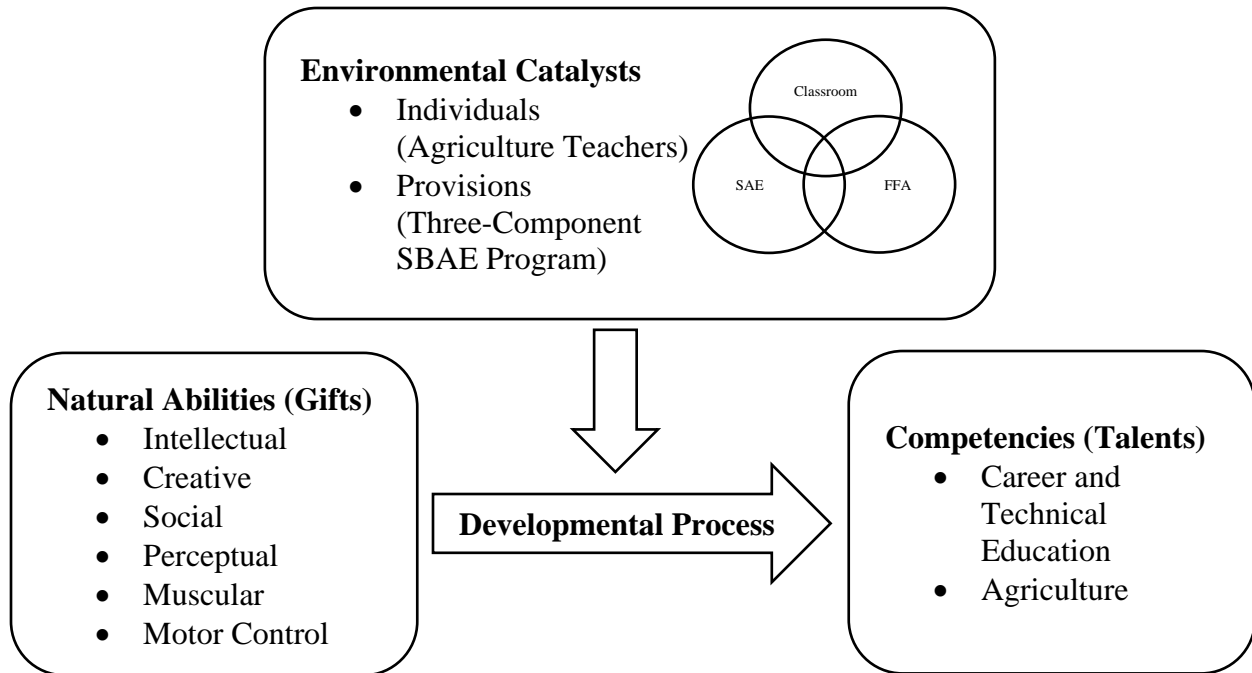 Environmental Catalysts
• Individuals
(Agriculture Teachers)
• Provisions
(Three-Component
SBAE Program)
Classroom
SAE
FFA
Natural Abilities (Gifts)
• Intellectual
• Creative
• Social
• Perceptual
• Muscular
• Motor Control
Developmental Process
Competencies (Talents)
• Career and
Technical
Education
• Agriculture